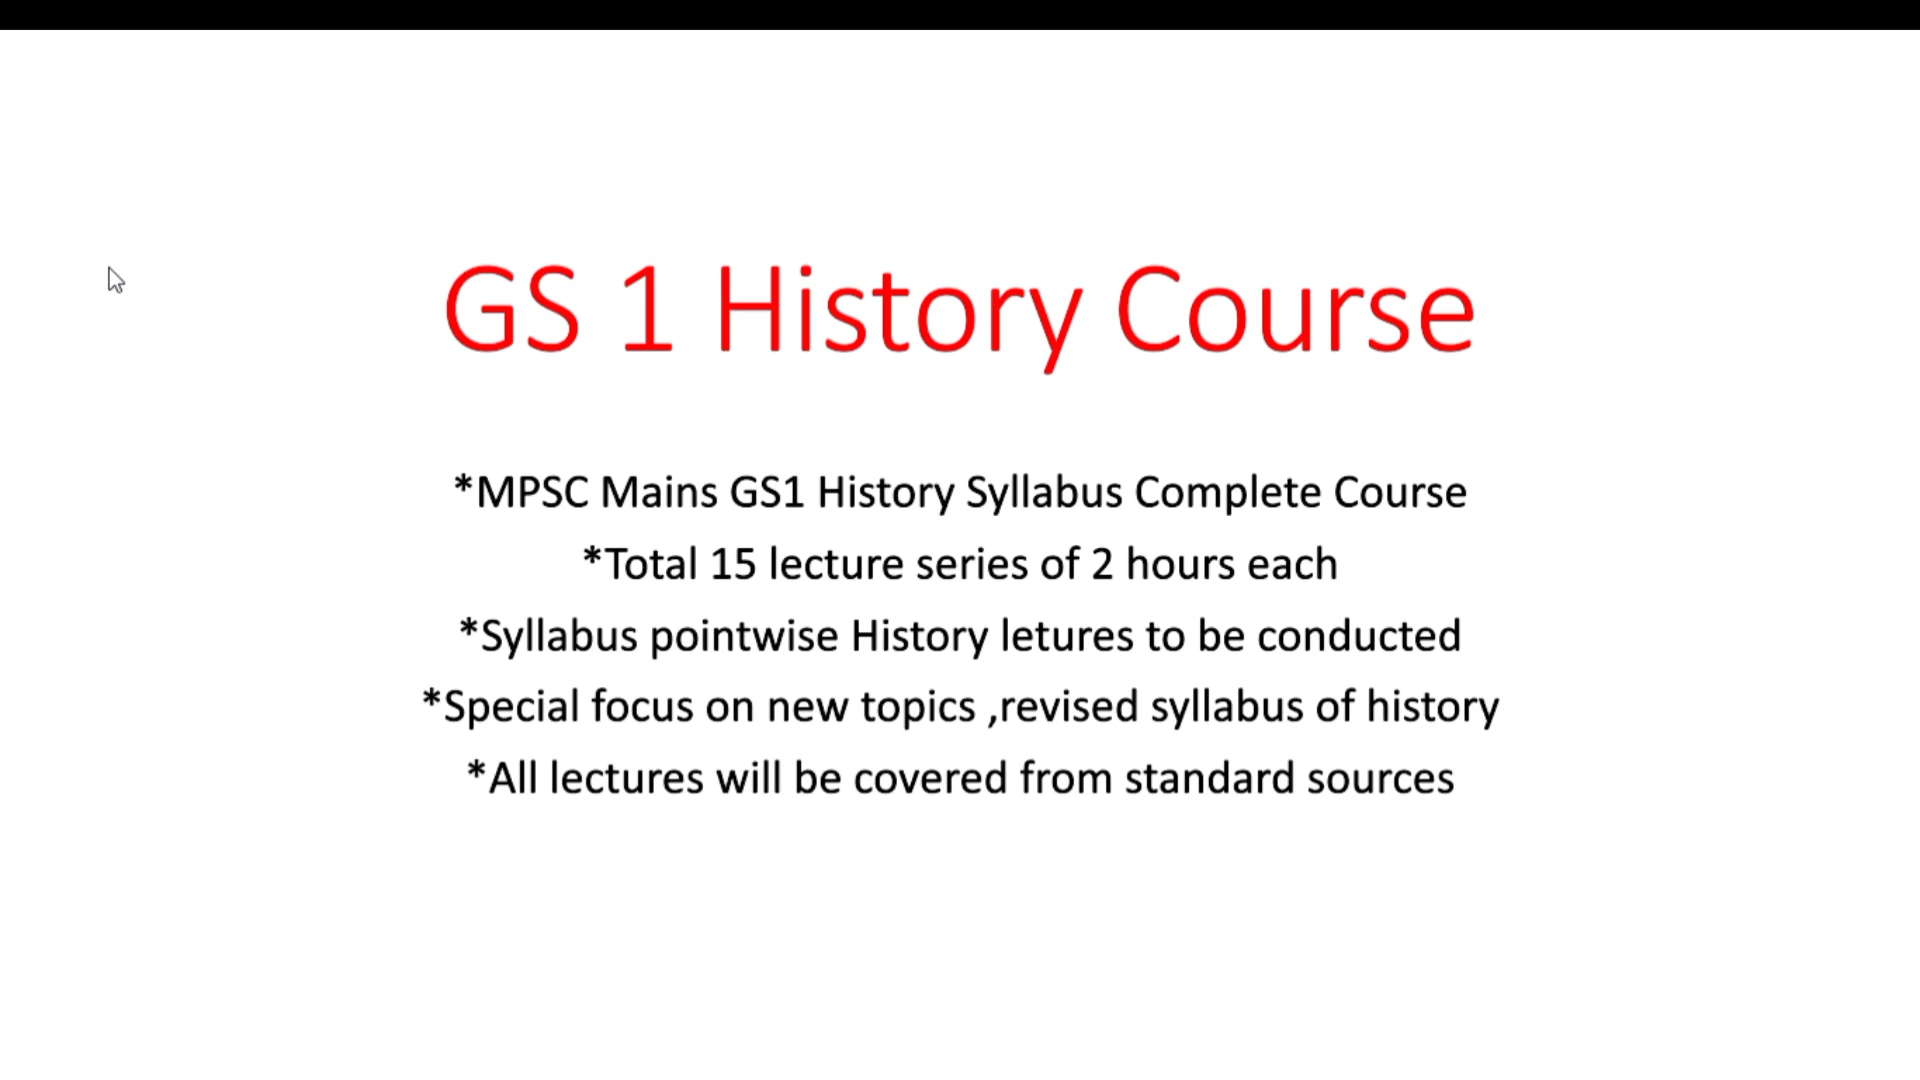 GS 1 History Course
*MPSC Mains GS1 History Syllabus Complete Course
*Total 15 lecture series of 2 hours each
*Syllabus pointwise History letures to be conducted
*Special focus on new topics ,revised syllabus of history
*All lectures will be covered from standard sources